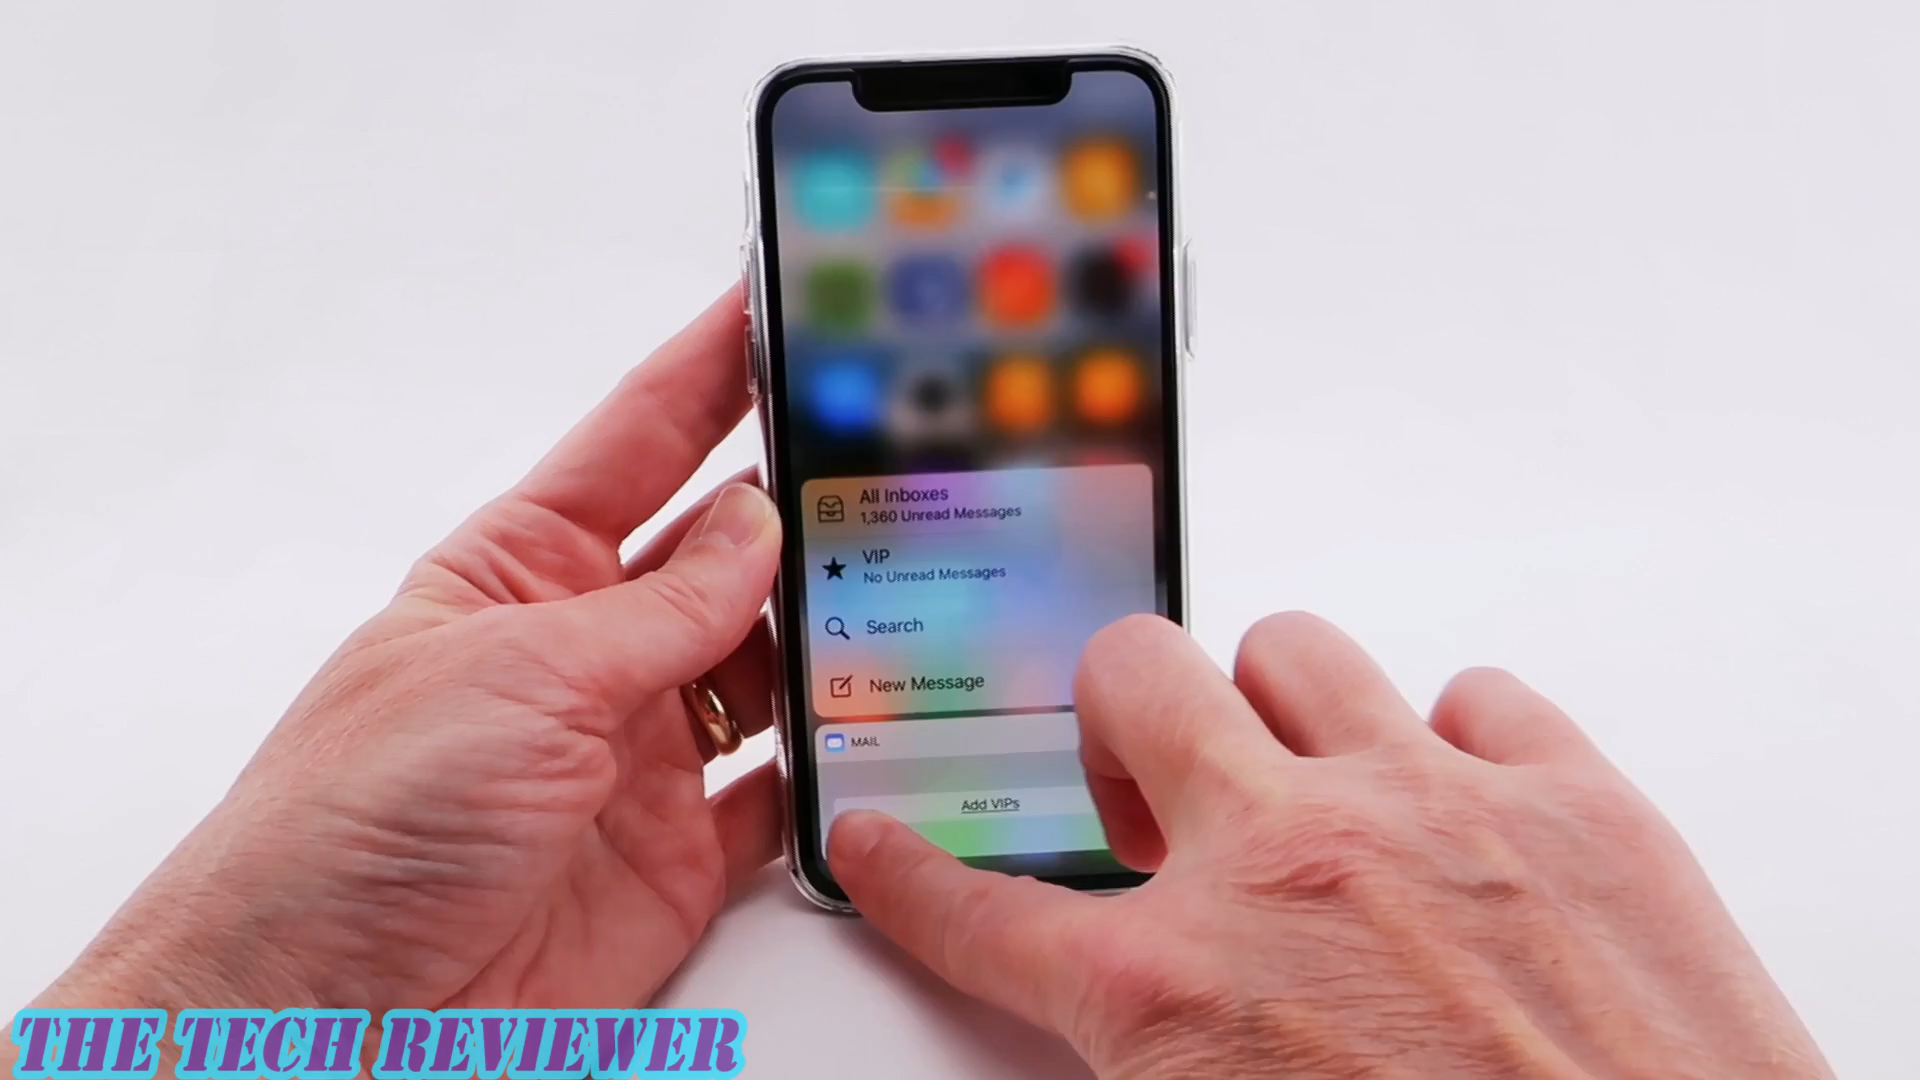 All Inboxes
1,360 Unread Messages
VIP
No Unread Messages
Search
New Message
MAIL
Add VIPs
THE TECH REVIEWER